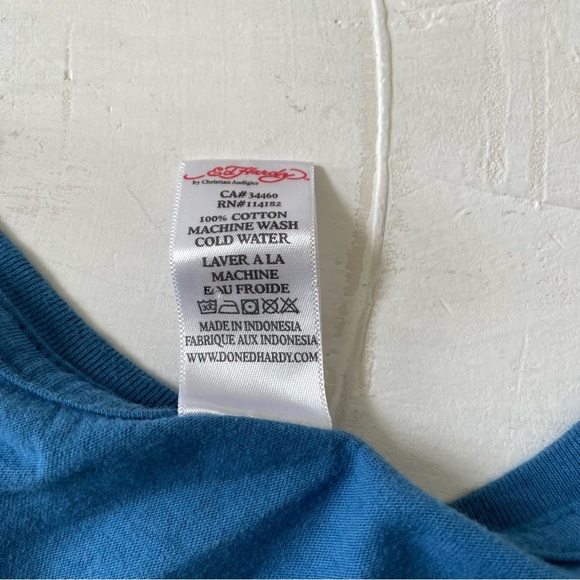 Ed Hardy
by Christian Audigier
CA# 34460
RN# 114182
100% COTTON
MACHINE WASH
COLD WATER
LAVER A LA
MACHINE
EAU FROIDE
30
MADE IN INDONESIA
FABRIQUE AUX INDONESIA
WWW.DONEDHARDY.COM